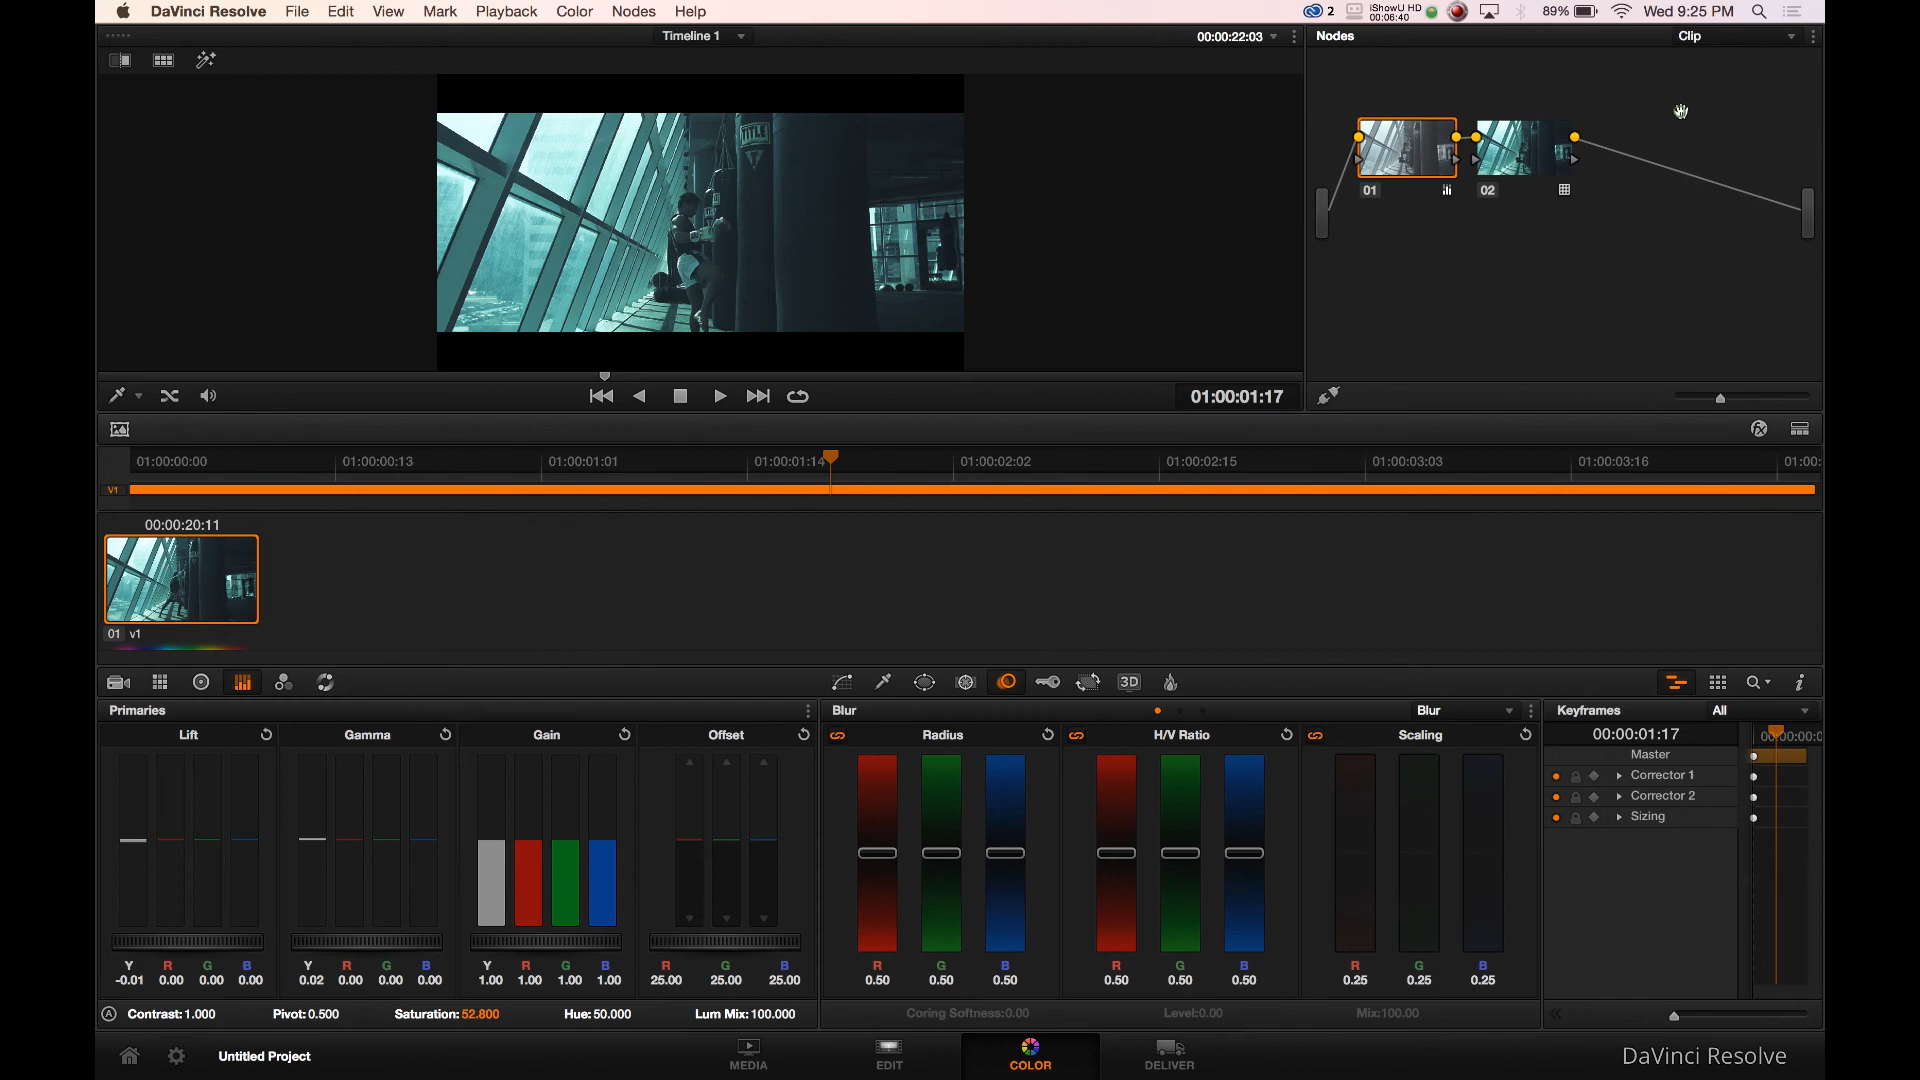 DaVinci Resolve File Edit View Mark Playback Color Nodes Help 2 iShowU HD 00:06:40 89% Wed 9:25 PM
Timeline 1 00:00:22:03 Nodes Clip
TITLE
01 02
01:00:01:17
01:00:00:00 01:00:00:13 01:00:01:01 01:00:01:14 01:00:02:02 01:00:02:15 01:00:03:03 01:00:03:16 01:00:
V1
00:00:20:11
01 v1
3D
Primaries Blur Blur Keyframes All
Lift Gamma Gain Offset Radius H/V Ratio Scaling 00:00:01:17 00:00:00:0
Master
Corrector 1
Corrector 2
Sizing
Y R G B Y R G B Y R G B R G B R G B R G B R G B
-0.01 0.00 0.00 0.00 0.02 0.00 0.00 0.00 1.00 1.00 1.00 1.00 25.00 25.00 25.00 0.50 0.50 0.50 0.50 0.50 0.50 0.25 0.25 0.25
A Contrast:1.000 Pivot:0.500 Saturation:52.800 Hue:50.000 Lum Mix:100.000 Coring Softness:0.00 Level:0.00 Mix:100.00
Untitled Project MEDIA EDIT COLOR DELIVER DaVinci Resolve